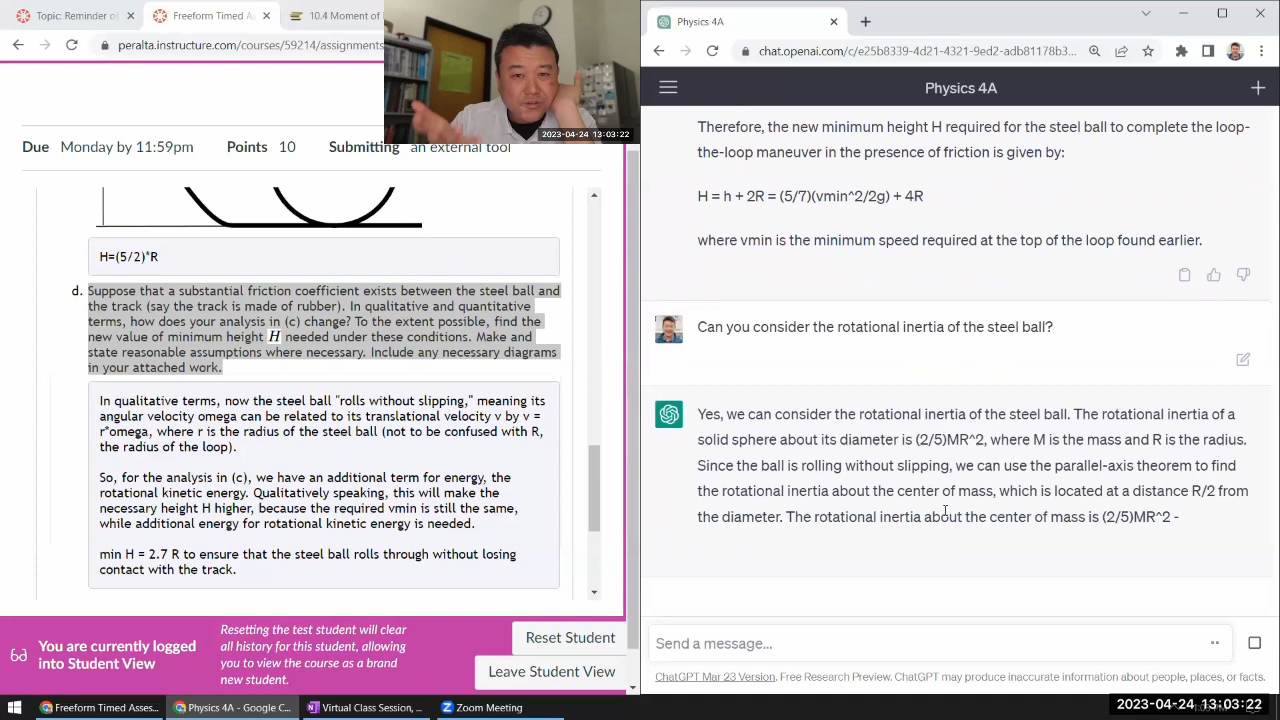 Topic: Reminder o
Freeform Timed As
10.4 Moment of
peralta.instructure.com/courses/59214/assignments
2023-04-24 13:03:22
Due Monday by 11:59pm Points 10 Submitting an external tool
H=(5/2)*R
d. Suppose that a substantial friction coefficient exists between the steel ball and
the track (say the track is made of rubber). In qualitative and quantitative
terms, how does your analysis in (c) change? To the extent possible, find the
new value of minimum height H needed under these conditions. Make and
state reasonable assumptions where necessary. Include any necessary diagrams
in your attached work.
In qualitative terms, now the steel ball "rolls without slipping," meaning its
angular velocity omega can be related to its translational velocity v by v =
r*omega, where r is the radius of the steel ball (not to be confused with R,
the radius of the loop).
So, for the analysis in (c), we have an additional term for energy, the
rotational kinetic energy. Qualitatively speaking, this will make the
necessary height H higher, because the required vmin is still the same,
while additional energy for rotational kinetic energy is needed.
min H = 2.7 R to ensure that the steel ball rolls through without losing
contact with the track.
You are currently logged
into Student View
Resetting the test student will clear
all history for this student, allowing
you to view the course as a brand
new student.
Reset Student
Leave Student View
Physics 4A
chat.openai.com/c/e25b8339-4d21-4321-9ed2-adb81178b3...
Physics 4A
Therefore, the new minimum height H required for the steel ball to complete the loop-
the-loop maneuver in the presence of friction is given by:
H = h + 2R = (5/7)(vmin^2/2g) + 4R
where vmin is the minimum speed required at the top of the loop found earlier.
Can you consider the rotational inertia of the steel ball?
Yes, we can consider the rotational inertia of the steel ball. The rotational inertia of a
solid sphere about its diameter is (2/5)MR^2, where M is the mass and R is the radius.
Since the ball is rolling without slipping, we can use the parallel-axis theorem to find
the rotational inertia about the center of mass, which is located at a distance R/2 from
the diameter. The rotational inertia about the center of mass is (2/5)MR^2 -
Send a message...
ChatGPT Mar 23 Version. Free Research Preview. ChatGPT may produce inaccurate information about people, places, or facts.
Freeform Timed Asses...
Physics 4A - Google C...
Virtual Class Session, ...
Zoom Meeting
2023-04-24 13:03:22